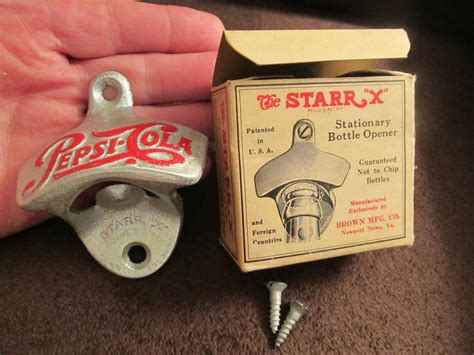 PEPSI-COLA
STARR "X"
The STARR "X"
Patented
in
U.S.A.
Stationary
Bottle Opener
Guaranteed
Not to Chip
Bottles
and
Foreign
Countries
Manufactured
Exclusively by
BROWN MFG. CO.
Newport News, Va.